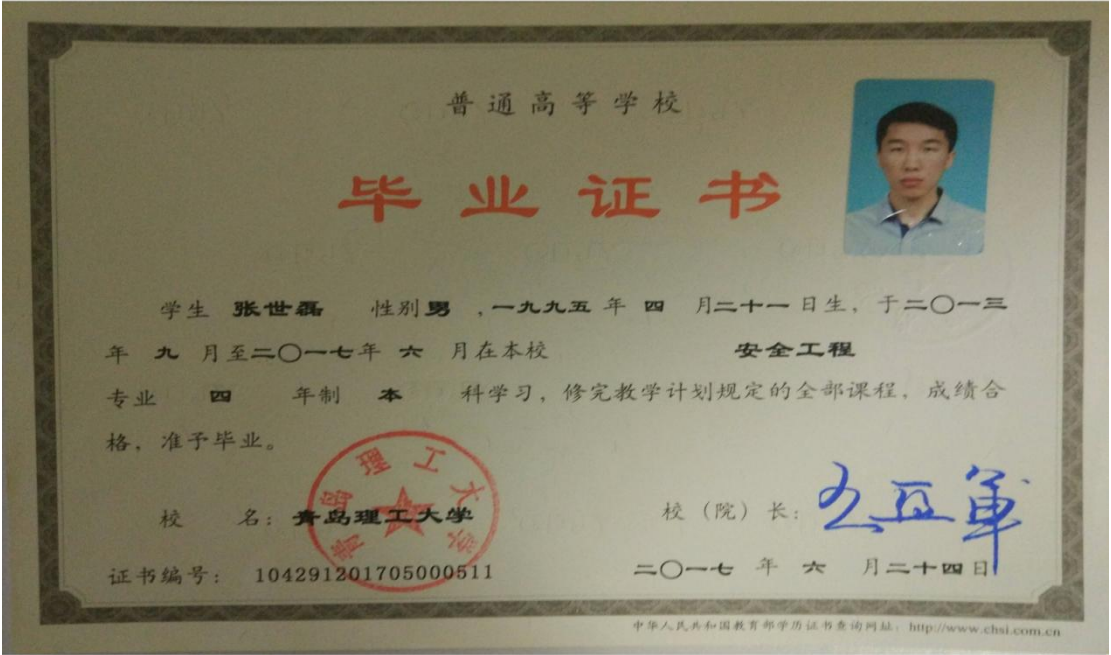 普通高等学校
毕业证书
学生 张世磊 性别 男 ，一九九五 年 四 月二十一日生，于二〇一三
年 九 月至二〇一七年 六 月在本校 安全工程
专业 四 年制 本 科学习，修完教学计划规定的全部课程，成绩合
格，准予毕业。
青岛理工大学
校 名：青岛理工大学 校（院）长：
证书编号： 104291201705000511 二〇一七 年 六 月二十四日
中华人民共和国教育部学历证书查询网址：http://www.chsi.com.cn